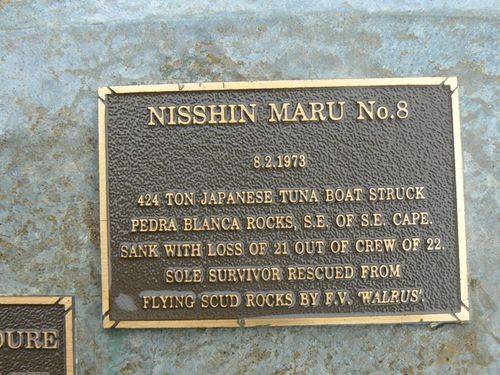 NISSHIN MARU No.8
8.2.1973
424 TON JAPANESE TUNA BOAT STRUCK
PEDRA BLANCA ROCKS, S.E. OF S.E. CAPE.
SANK WITH LOSS OF 21 OUT OF CREW OF 22.
SOLE SURVIVOR RESCUED FROM
FLYING SCUD ROCKS BY F.V. 'WALRUS'.